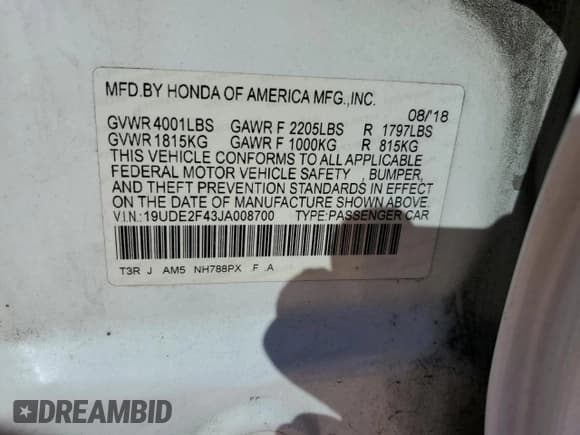 MFD.BY HONDA OF AMERICA MFG.,INC.
08/'18
GVWR 4001LBS GAWR F 2205LBS R 1797LBS
GVWR 1815KG GAWR F 1000KG R 815KG
THIS VEHICLE CONFORMS TO ALL APPLICABLE
FEDERAL MOTOR VEHICLE SAFETY , BUMPER,
AND THEFT PREVENTION STANDARDS IN EFFECT
ON THE DATE OF MANUFACTURE SHOWN ABOVE.
V.I.N.:19UDE2F43JA008700 TYPE:PASSENGER CAR
T3R J AM5 NH788PX F .A
DREAMBID